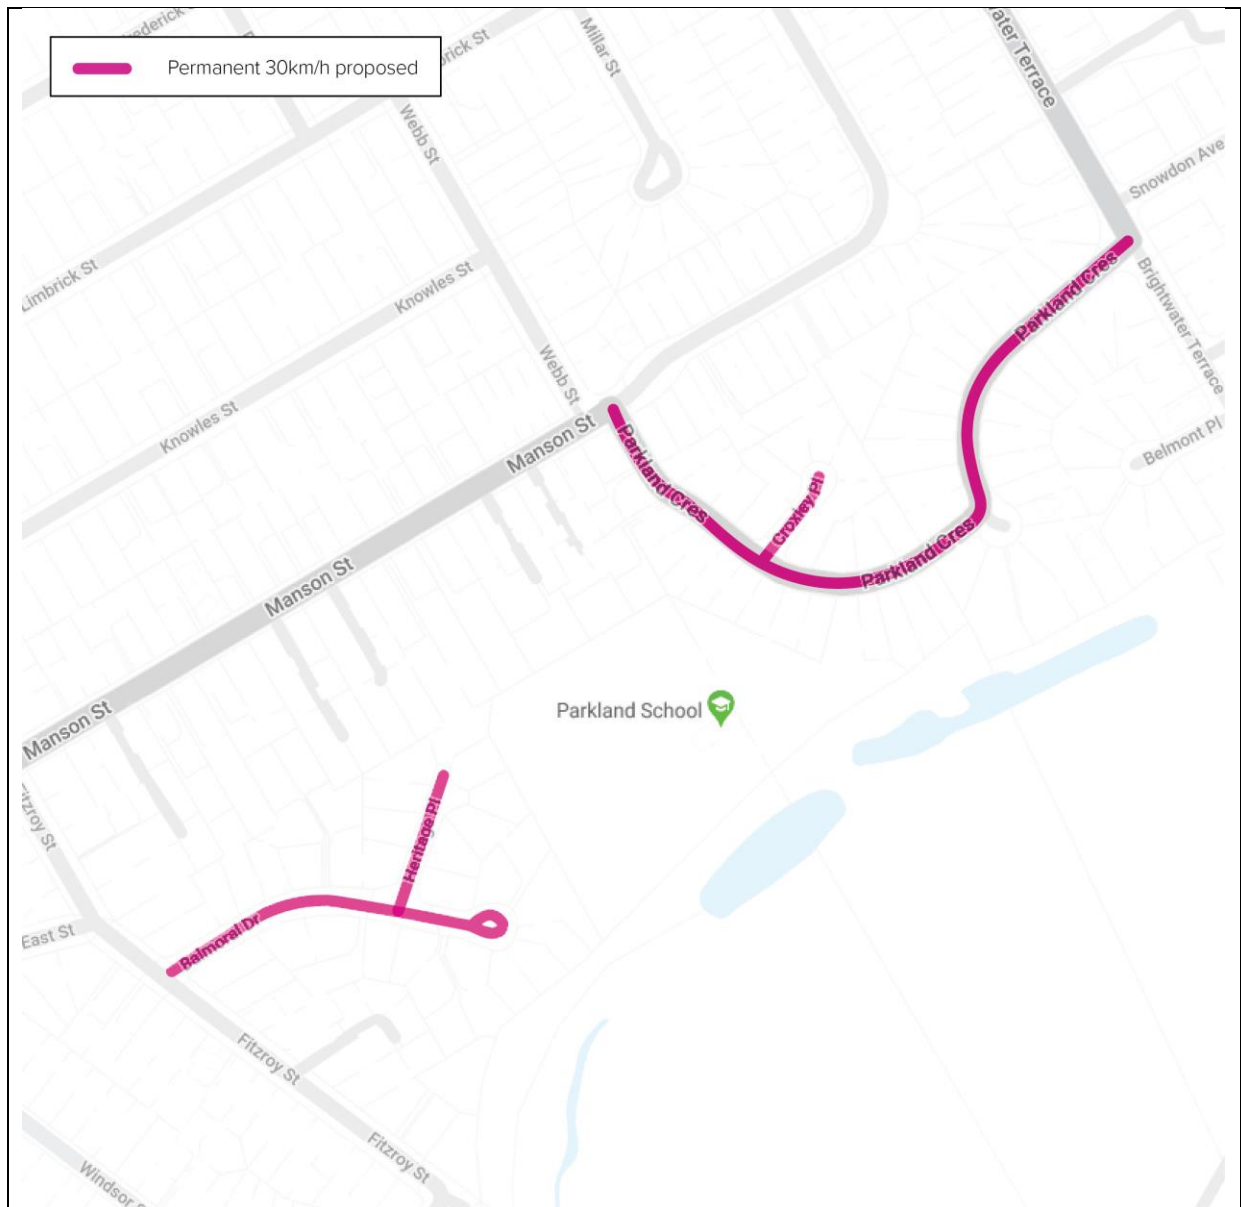 Permanent 30km/h proposed
Millar St
Webb St
Snowdon Ave
Limbrick St
Knowles St
Brightwater Terrace
Parkland Cres
Webb St
Knowles St
Manson St
Belmont Pl
Parkland Cres
Croxley Pl
Parkland Cres
Manson St
Parkland School
Manson St
Heritage Pl
East St
Balmoral Dr
Fitzroy St
Fitzroy St